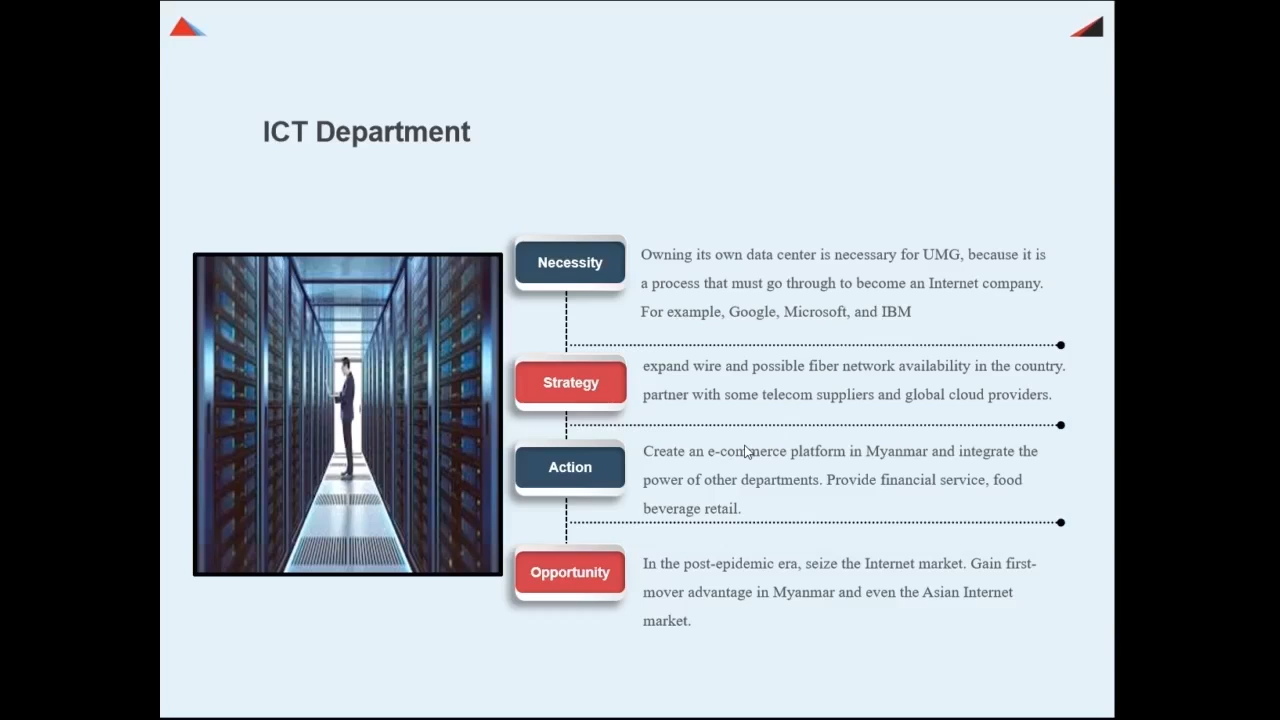 ICT Department
Necessity
Owning its own data center is necessary for UMG, because it is
a process that must go through to become an Internet company.
For example, Google, Microsoft, and IBM
Strategy
expand wire and possible fiber network availability in the country.
partner with some telecom suppliers and global cloud providers.
Action
Create an e-commerce platform in Myanmar and integrate the
power of other departments. Provide financial service, food
beverage retail.
Opportunity
In the post-epidemic era, seize the Internet market. Gain first-
mover advantage in Myanmar and even the Asian Internet
market.